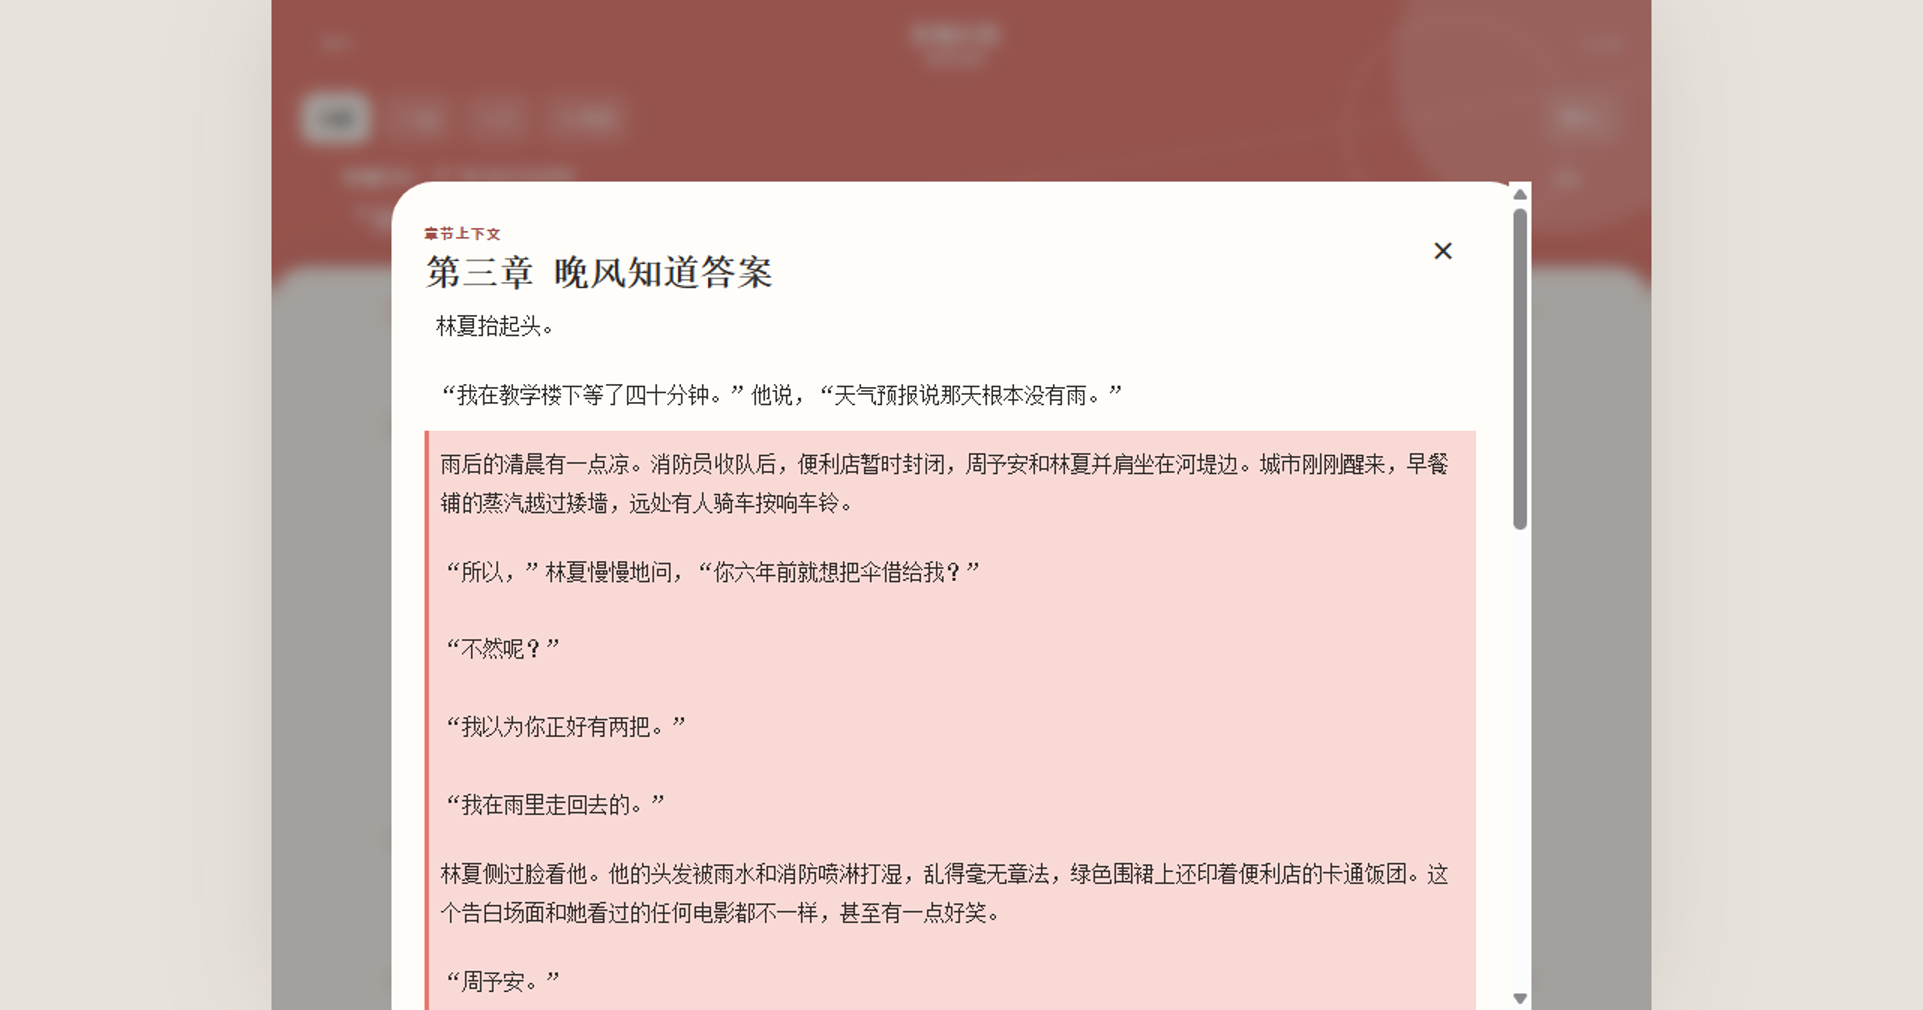 章节上下文
第三章 晚风知道答案
林夏抬起头。
“我在教学楼下等了四十分钟。”他说，“天气预报说那天根本没有雨。”
雨后的清晨有一点凉。消防员收队后，便利店暂时封闭，周予安和林夏并肩坐在河堤边。城市刚刚醒来，早餐
铺的蒸汽越过矮墙，远处有人骑车按响车铃。
“所以，”林夏慢慢地问，“你六年前就想把伞借给我？”
“不然呢？”
“我以为你正好有两把。”
“我在雨里走回去的。”
林夏侧过脸看他。他的头发被雨水和消防喷淋打湿，乱得毫无章法，绿色围裙上还印着便利店的卡通饭团。这
个告白场面和她看过的任何电影都不一样，甚至有一点好笑。
“周予安。”